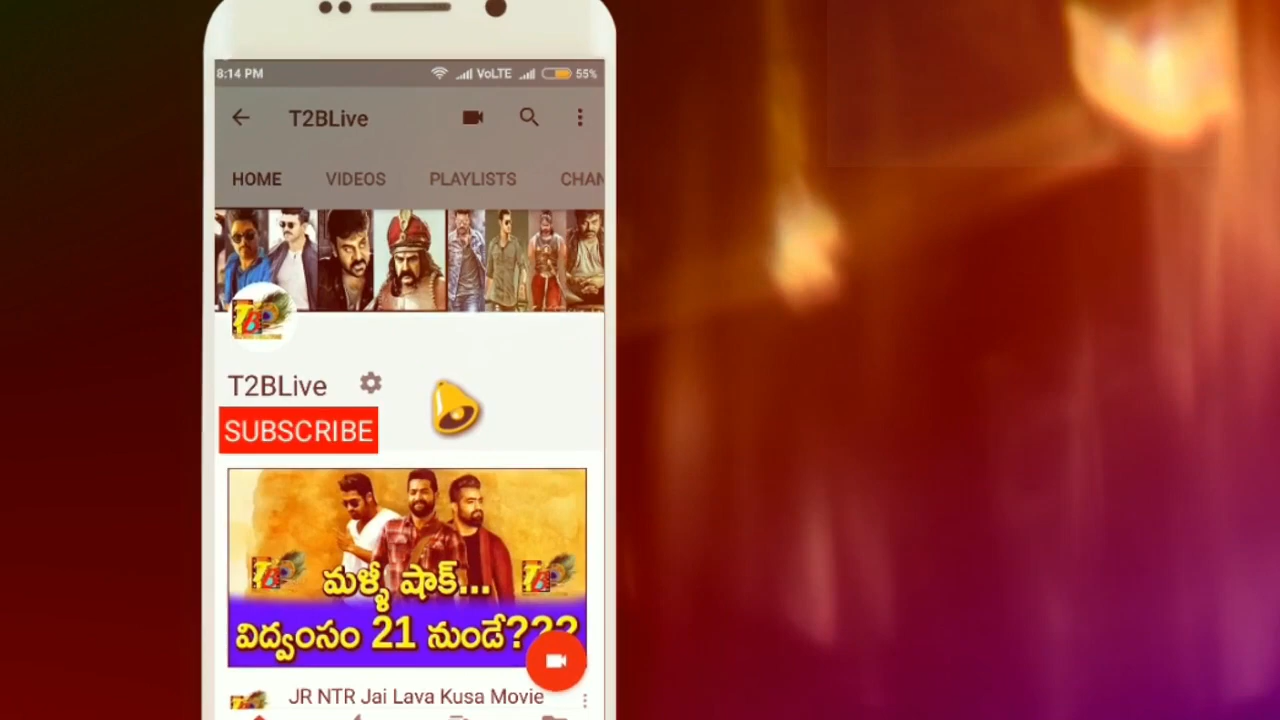 8:14 PM
VoLTE
55%
T2BLive
HOME VIDEOS PLAYLISTS CHAN
T2BLive
SUBSCRIBE
మళ్ళీ షాక్...
విధ్వంసం 21 నుండే???
JR NTR Jai Lava Kusa Movie